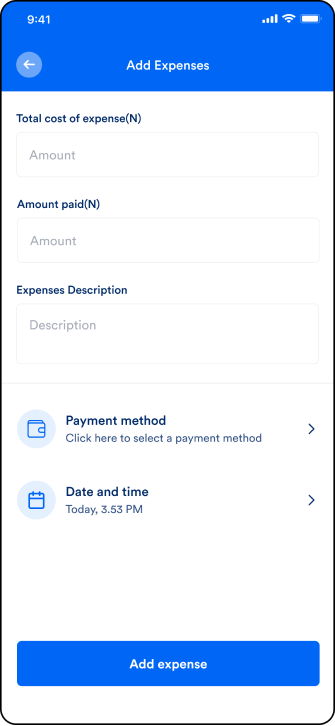 9:41
Add Expenses
Total cost of expense(N)
Amount
Amount paid(N)
Amount
Expenses Description
Description
Payment method
Click here to select a payment method
Date and time
Today, 3.53 PM
Add expense